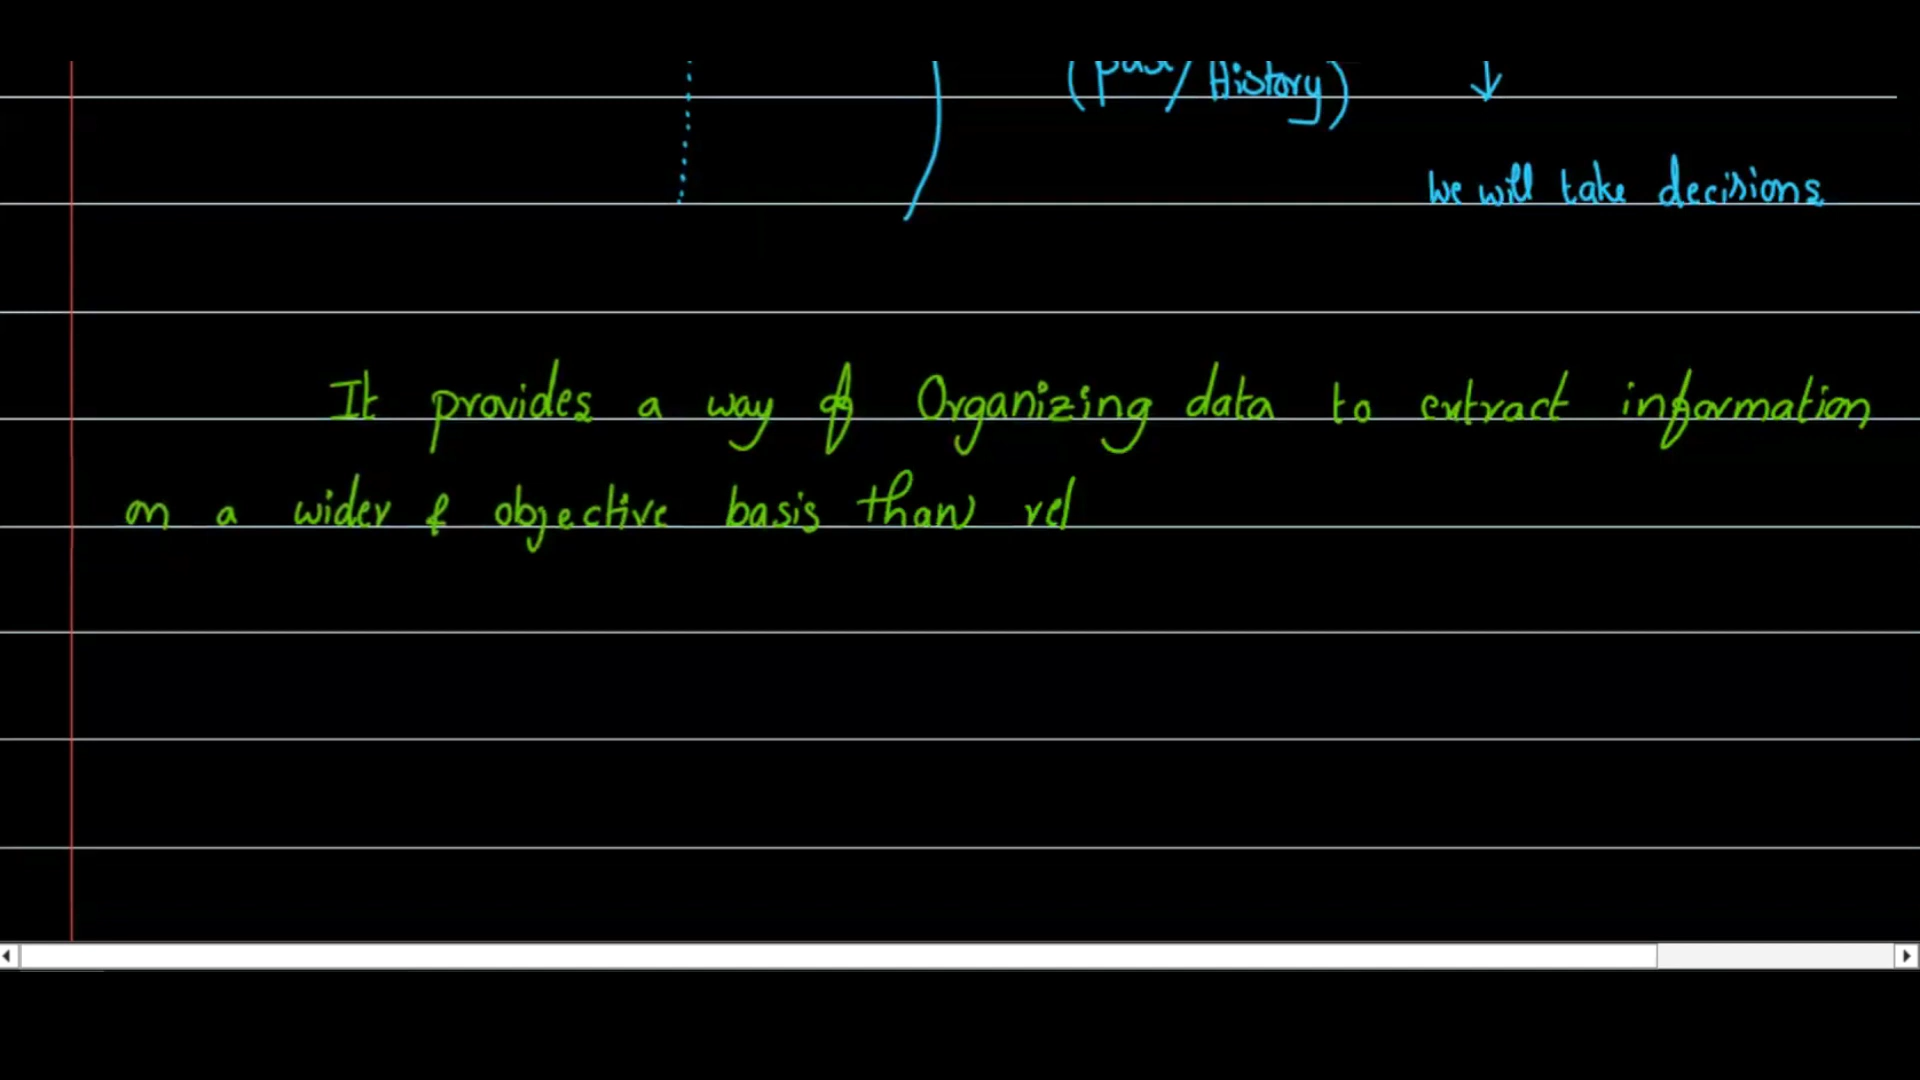 (past/History)
we will take decisions
It provides a way of Organizing data to extract information
on a wider & objective basis than rel